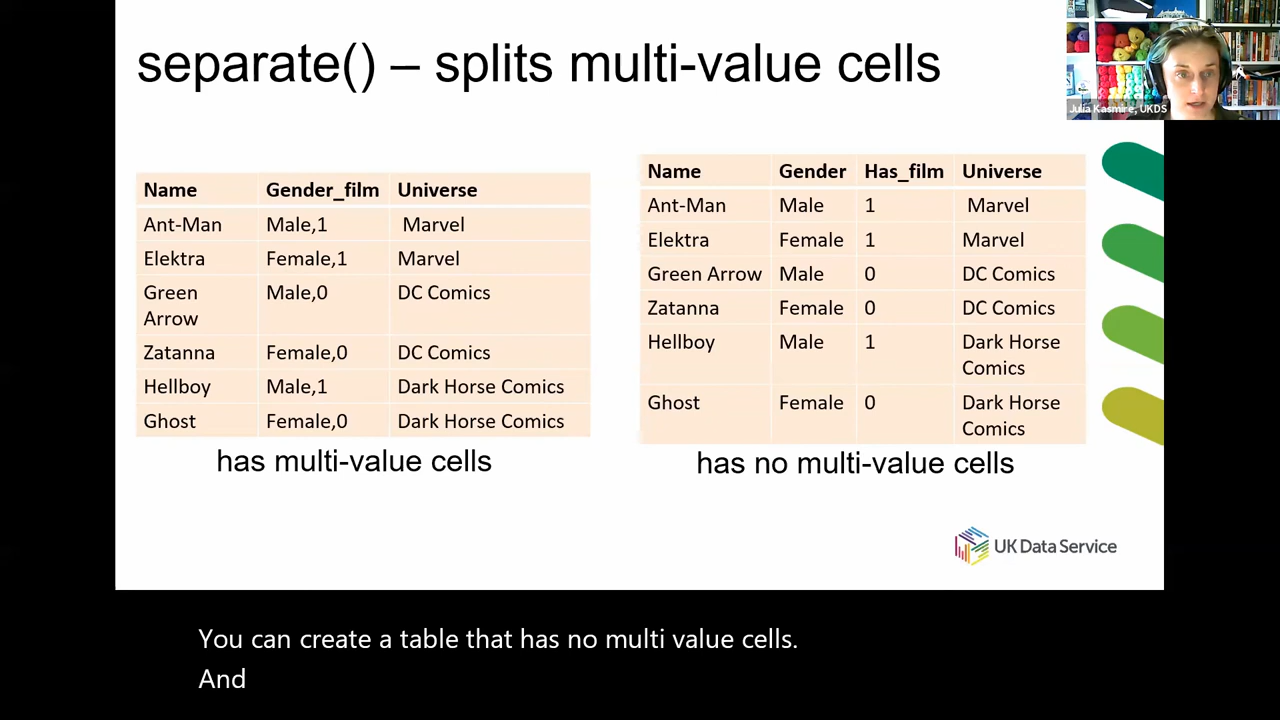 separate() – splits multi-value cells
Julia Kasmire, UKDS
Name Gender_film Universe
Ant-Man Male,1 Marvel
Elektra Female,1 Marvel
Green Male,0 DC Comics
Arrow
Zatanna Female,0 DC Comics
Hellboy Male,1 Dark Horse Comics
Ghost Female,0 Dark Horse Comics
has multi-value cells
Name Gender Has_film Universe
Ant-Man Male 1 Marvel
Elektra Female 1 Marvel
Green Arrow Male 0 DC Comics
Zatanna Female 0 DC Comics
Hellboy Male 1 Dark Horse
Comics
Ghost Female 0 Dark Horse
Comics
has no multi-value cells
UK Data Service
You can create a table that has no multi value cells.
And